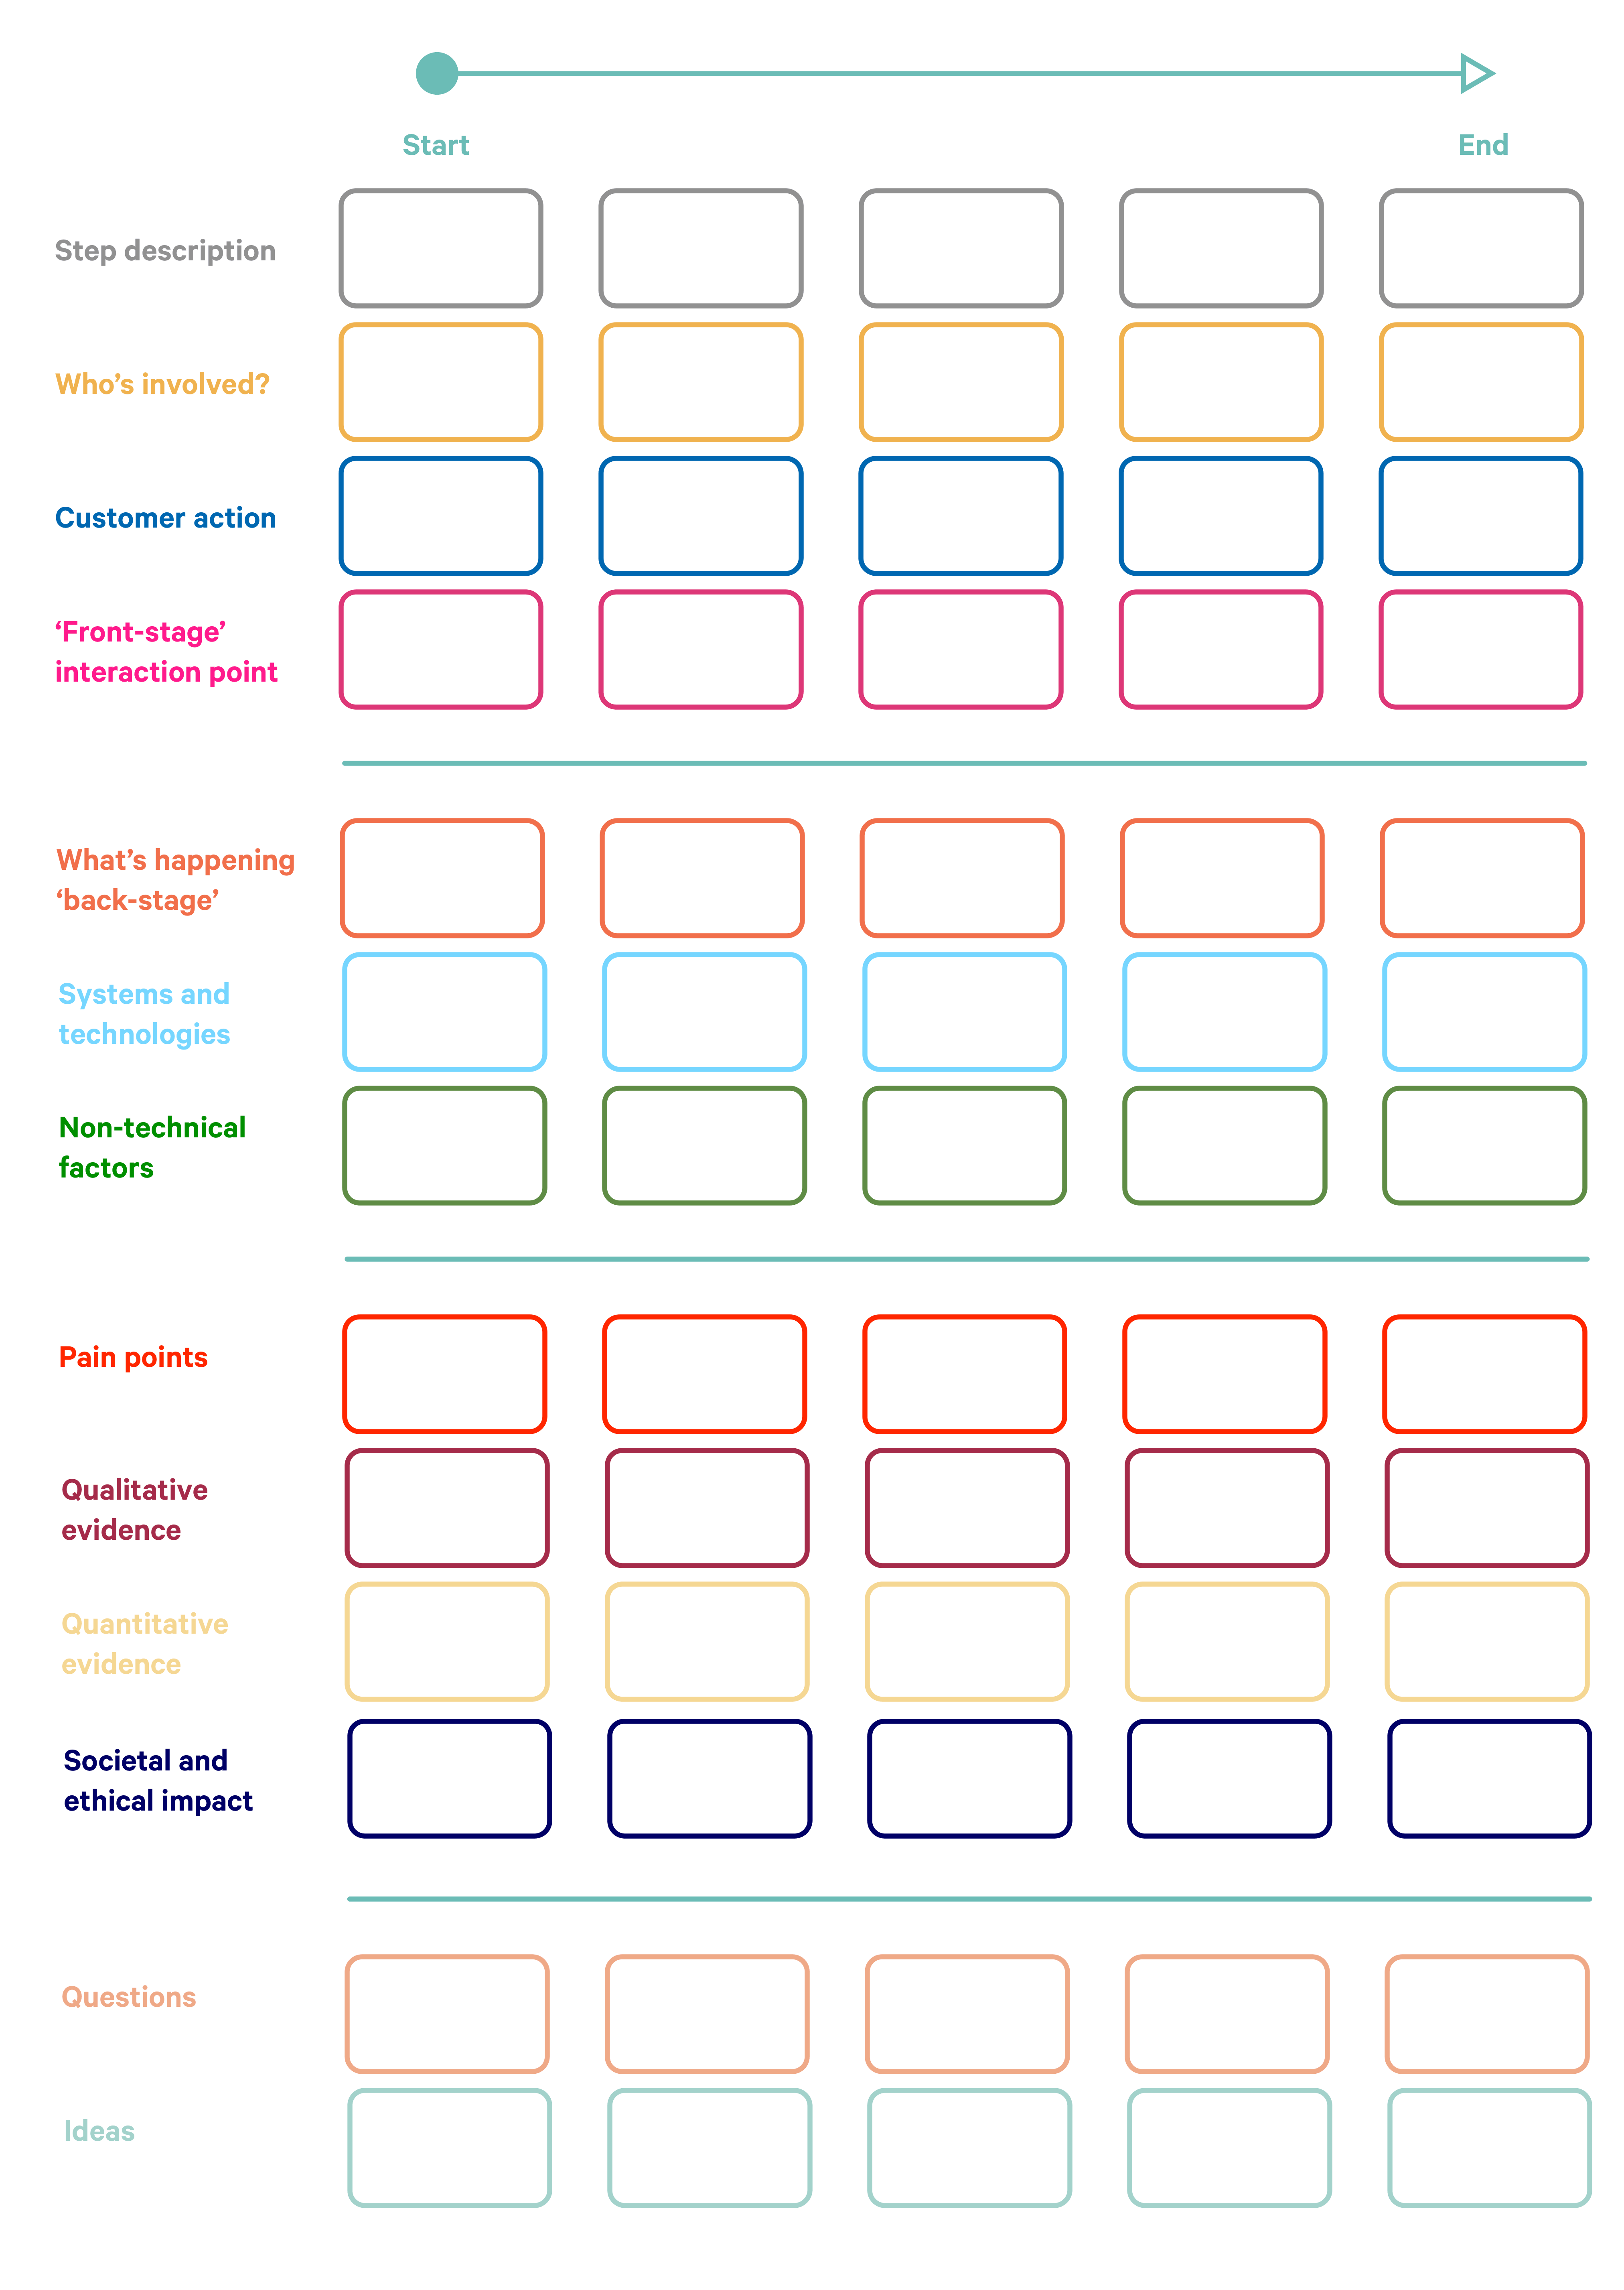 Start
End
Step description
Who’s involved?
Customer action
‘Front-stage’
interaction point
What’s happening
‘back-stage’
Systems and
technologies
Non-technical
factors
Pain points
Qualitative
evidence
Quantitative
evidence
Societal and
ethical impact
Questions
Ideas